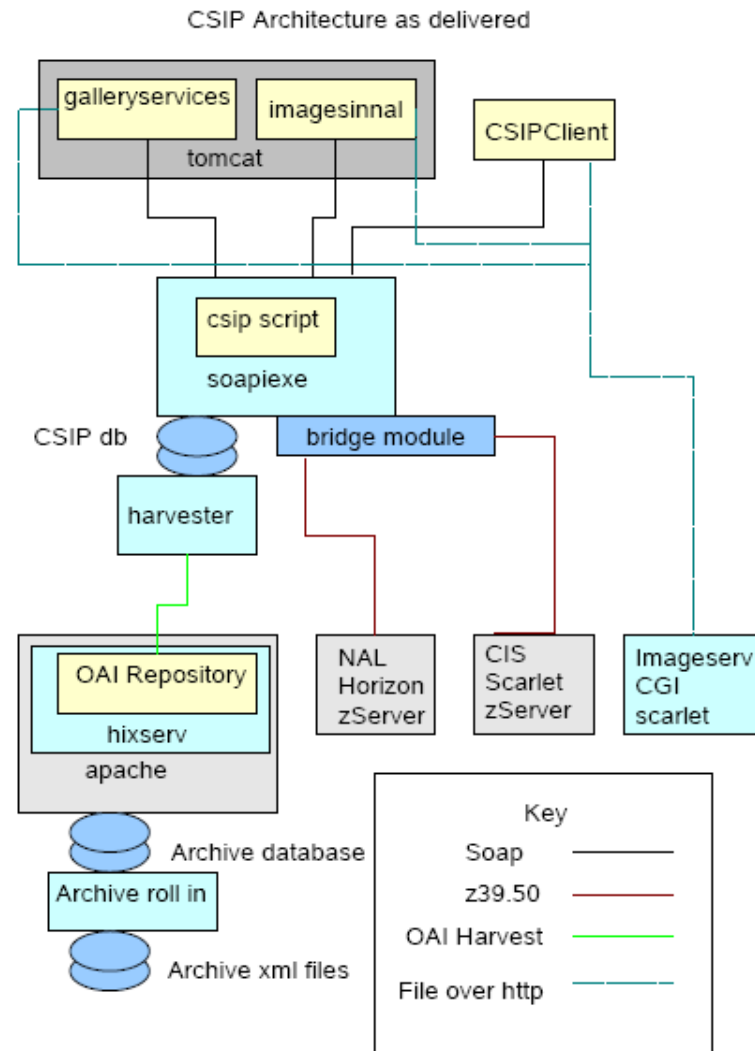 CSIP Architecture as delivered
galleryservices
imagesinnal
CSIPClient
tomcat
csip script
soapiexe
CSIP db
bridge module
harvester
OAI Repository
hixserv
apache
NAL
Horizon
zServer
CIS
Scarlet
zServer
Imageserv
CGI
scarlet
Archive database
Archive roll in
Archive xml files
Key
Soap
z39.50
OAI Harvest
File over http